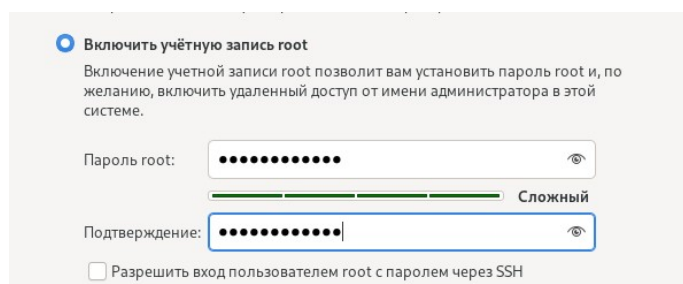 Включить учётную запись root
Включение учетной записи root позволит вам установить пароль root и, по
желанию, включить удаленный доступ от имени администратора в этой
системе.
Пароль root: ●●●●●●●●●●●●
Сложный
Подтверждение: ●●●●●●●●●●●●
Разрешить вход пользователем root с паролем через SSH